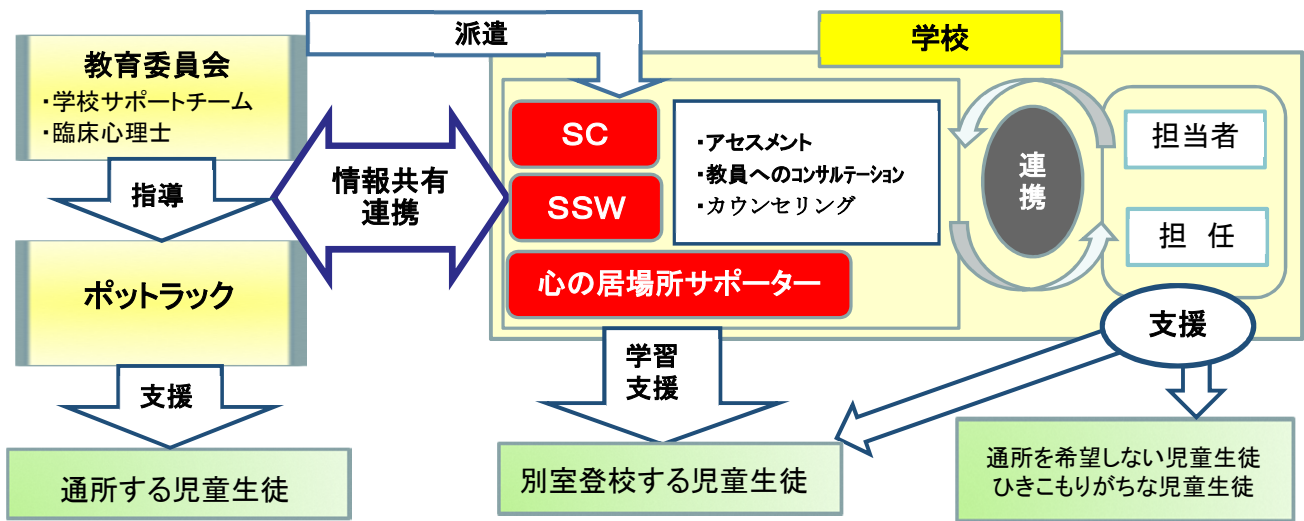 派遣
学校
教育委員会
・学校サポートチーム
・臨床心理士
指導
ポットラック
支援
通所する児童生徒
情報共有
連携
SC
SSW
心の居場所サポーター
・アセスメント
・教員へのコンサルテーション
・カウンセリング
連携
担当者
担　任
学習
支援
支援
別室登校する児童生徒
通所を希望しない児童生徒
ひきこもりがちな児童生徒